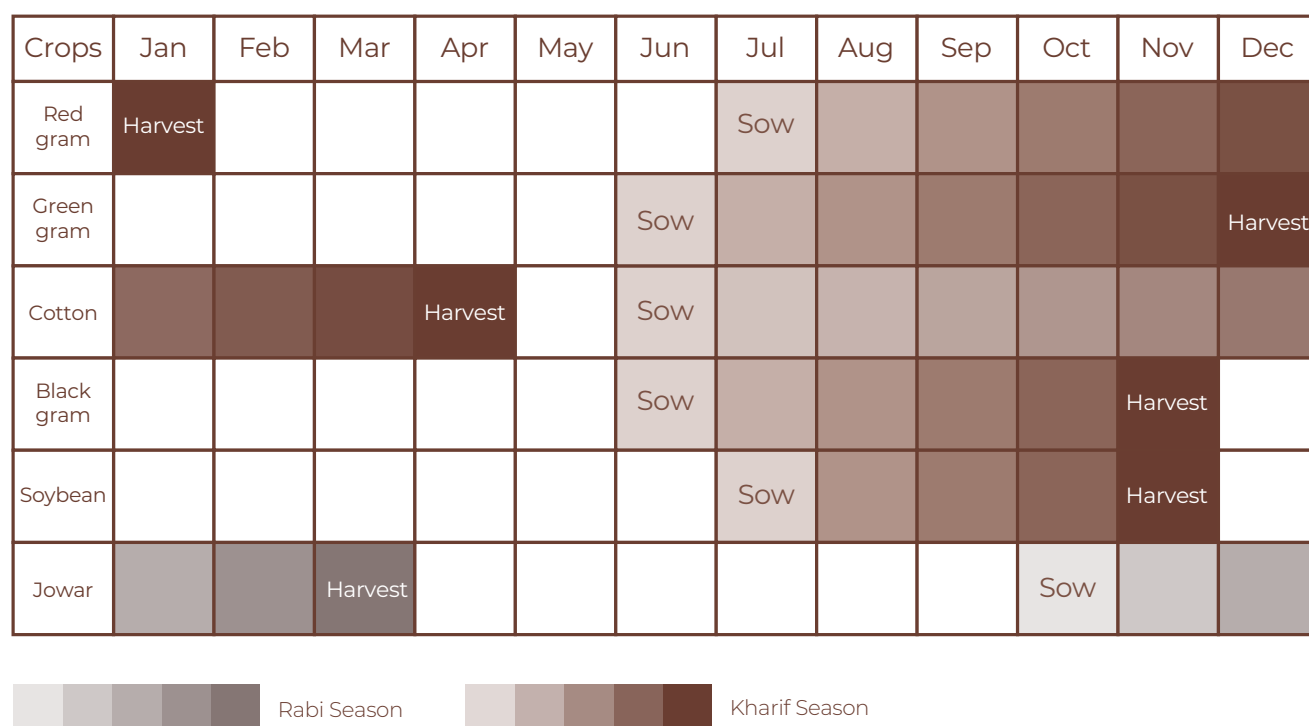 Crops Jan Feb Mar Apr May Jun Jul Aug Sep Oct Nov Dec
Red
gram
Harvest Sow
Green
gram
Sow Harvest
Cotton Harvest Sow
Black
gram
Sow Harvest
Soybean Sow Harvest
Jowar Harvest Sow
Rabi Season Kharif Season